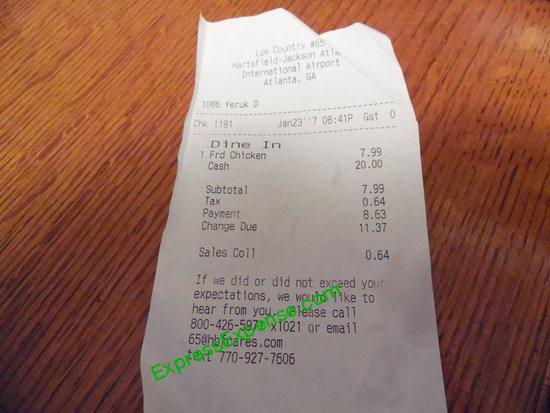 Low Country #65
Hartsfield-Jackson Atla
International Airport
Atlanta, GA
1086 Yeruk D
Chk 1191 Jan23'17 08:41P Gst 0
Dine In
1 Frd Chicken 7.99
Cash 20.00
Subtotal 7.99
Tax 0.64
Payment 8.63
Change Due 11.37
Sales Coll 0.64
If we did or did not exceed your
expectations, we would like to
hear from you. Please call
800-426-597 x1021 or email
65@hbfcares.com
text 770-927-7606
ExpressExpense.com